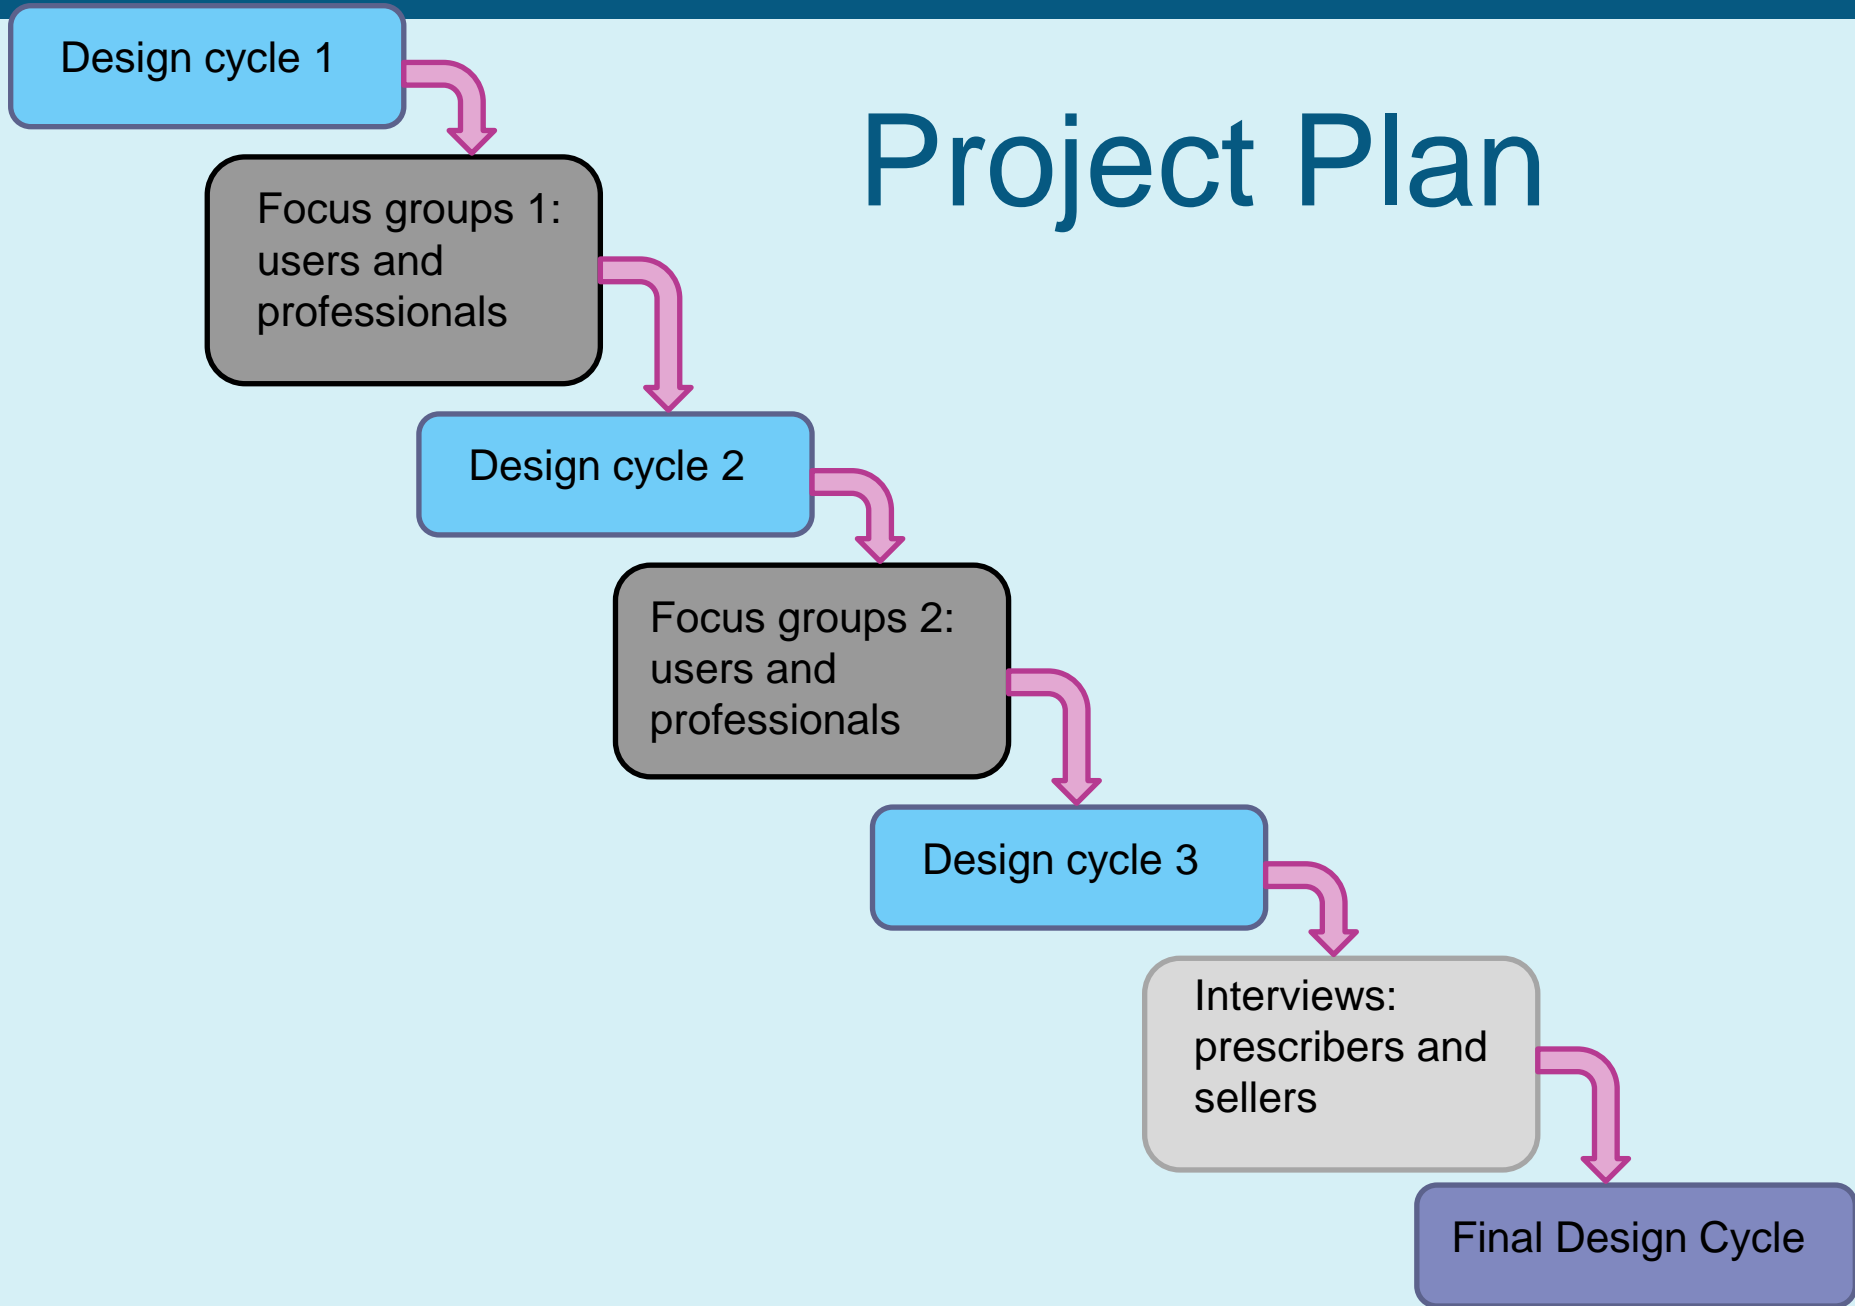 Design cycle 1
Project Plan
Focus groups 1:
users and
professionals
Design cycle 2
Focus groups 2:
users and
professionals
Design cycle 3
Interviews:
prescribers and
sellers
Final Design Cycle